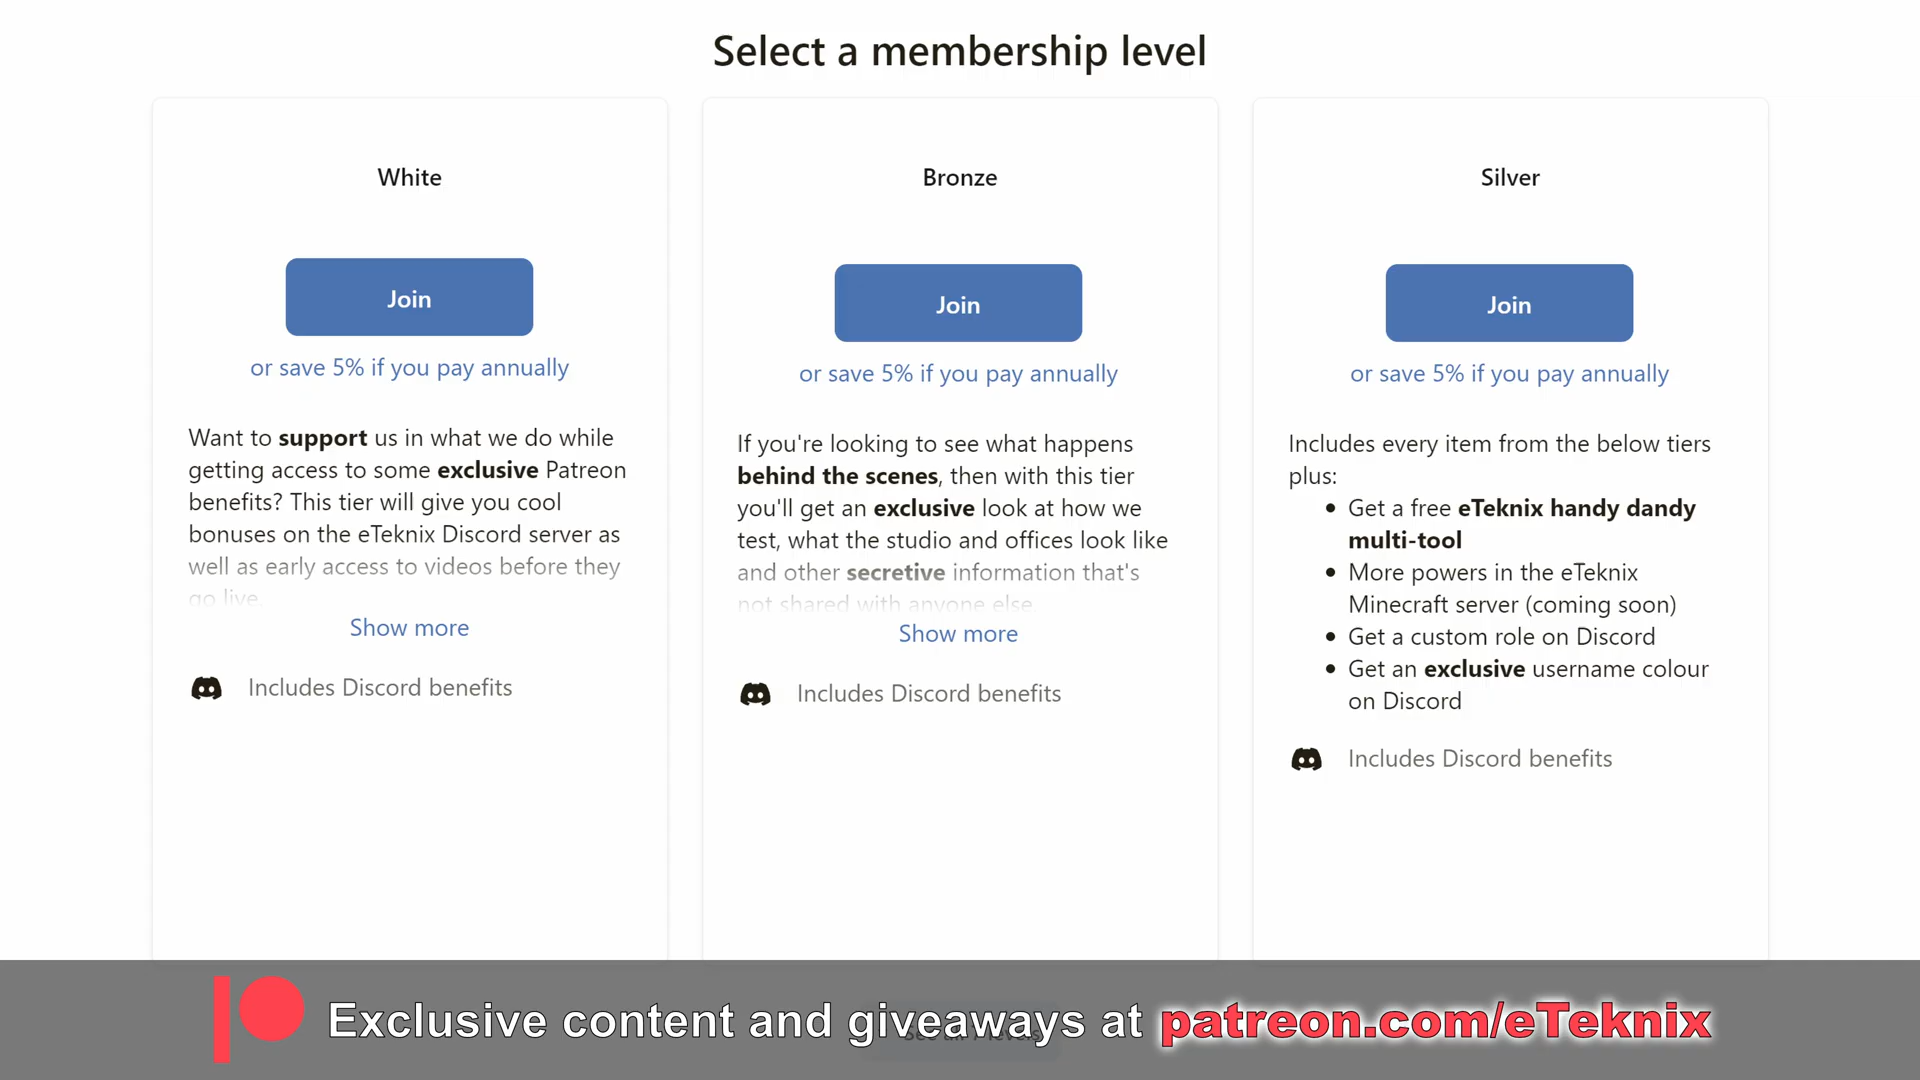 Select a membership level
White
Join
or save 5% if you pay annually
Want to support us in what we do while
getting access to some exclusive Patreon
benefits? This tier will give you cool
bonuses on the eTeknix Discord server as
well as early access to videos before they
go live.
Show more
Includes Discord benefits
Bronze
Join
or save 5% if you pay annually
If you're looking to see what happens
behind the scenes, then with this tier
you'll get an exclusive look at how we
test, what the studio and offices look like
and other secretive information that's
not shared with anyone else
Show more
Includes Discord benefits
Silver
Join
or save 5% if you pay annually
Includes every item from the below tiers
plus:
• Get a free eTeknix handy dandy
multi-tool
• More powers in the eTeknix
Minecraft server (coming soon)
• Get a custom role on Discord
• Get an exclusive username colour
on Discord
Includes Discord benefits
Exclusive content and giveaways at patreon.com/eTeknix